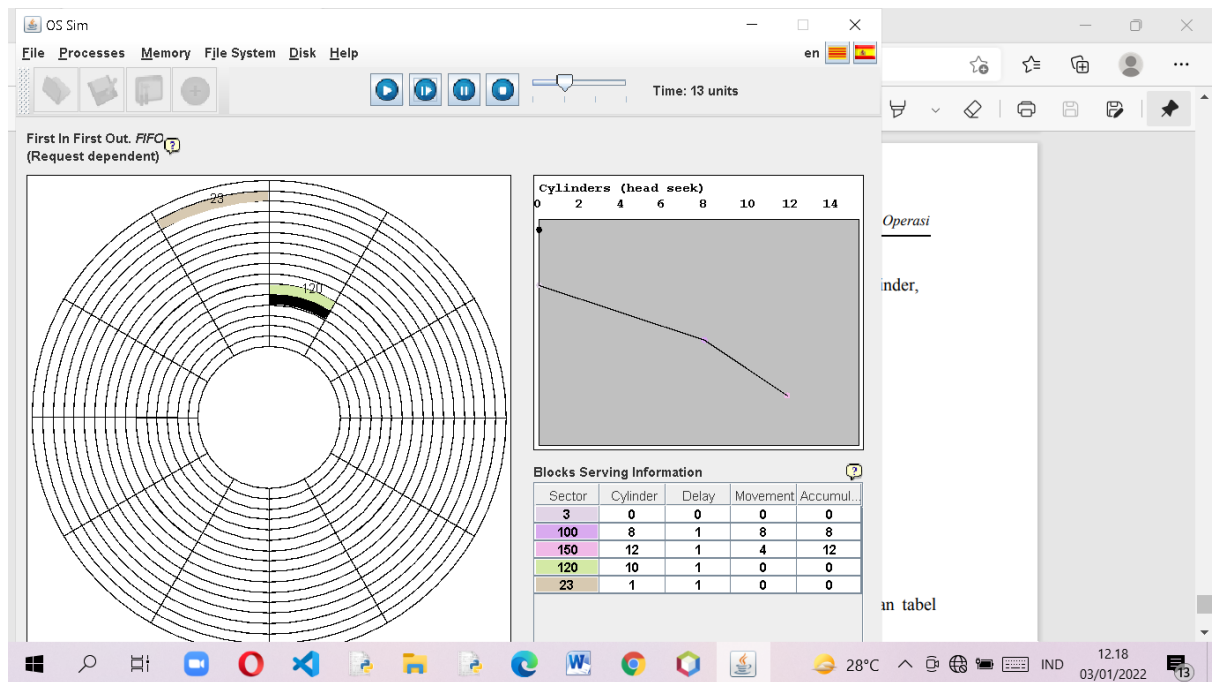 OS Sim
File Processes Memory File System Disk Help
en
Time: 13 units
First In First Out. FIFO
(Request dependent)
?
23
120
Cylinders (head seek)
0 2 4 6 8 10 12 14
Blocks Serving Information
?
Sector Cylinder Delay Movement Accumul...
3 0 0 0 0
100 8 1 8 8
150 12 1 4 12
120 10 1 0 0
23 1 1 0 0
Operasi
inder,
an tabel
28°C
IND
12.18
03/01/2022
13